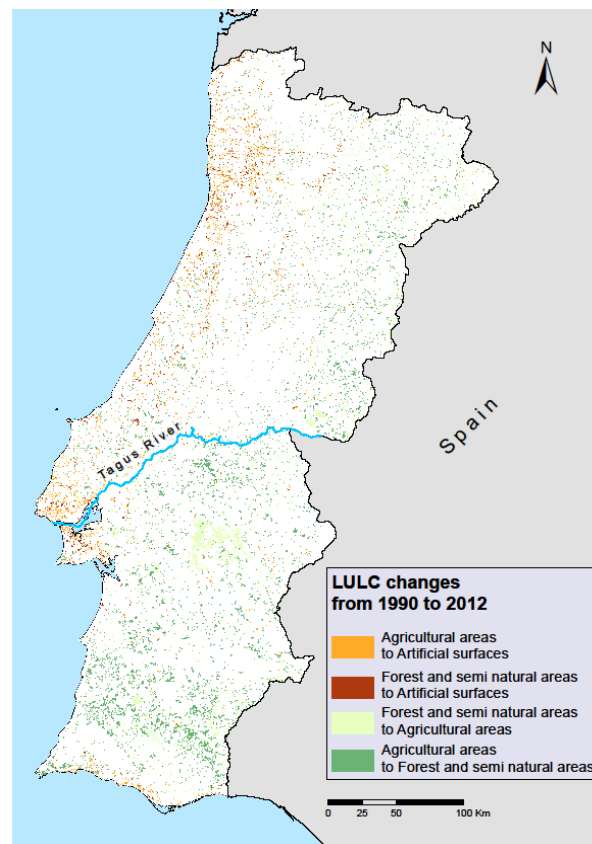 N
Tagus River
Spain
LULC changes
from 1990 to 2012
Agricultural areas
to Artificial surfaces
Forest and semi natural areas
to Artificial surfaces
Forest and semi natural areas
to Agricultural areas
Agricultural areas
to Forest and semi natural areas
0 25 50 100 Km